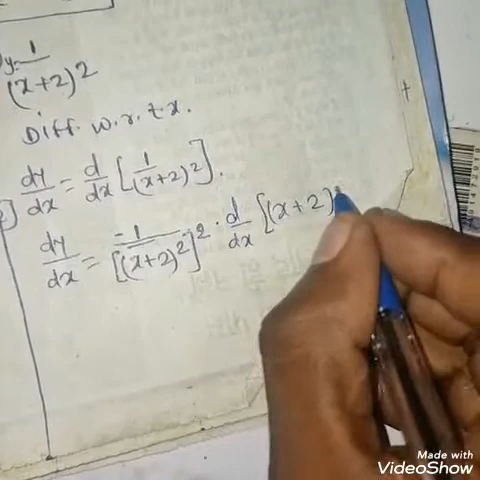 y = 1/(x+2)²
Diff. w.r.t.x.
dy/dx = d/dx [1/(x+2)²].
dy/dx = -1/[(x+2)²]² · d/dx [(x+2)²
Made with
VideoShow